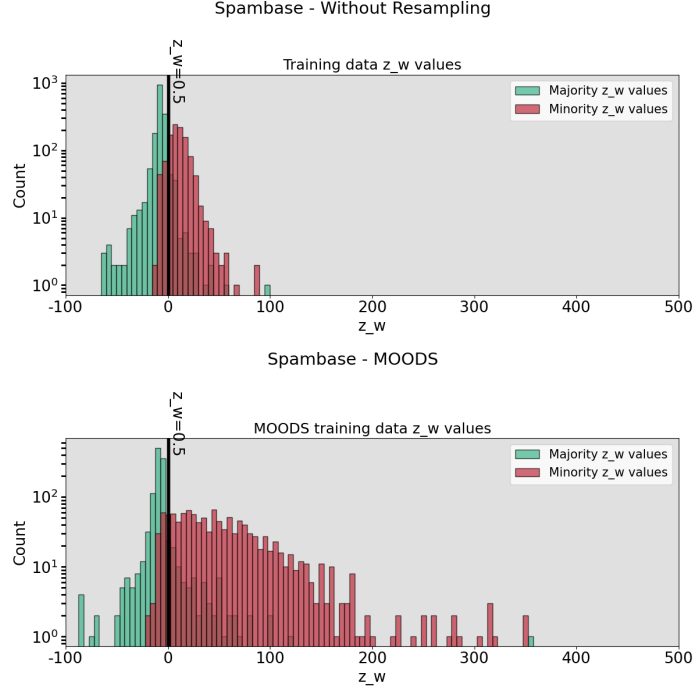 Spambase - Without Resampling
z_w=0.5
Training data z_w values
Majority z_w values
Minority z_w values
Count
10³
10²
10¹
10⁰
-100 0 100 200 300 400 500
z_w
Spambase - MOODS
z_w=0.5
MOODS training data z_w values
Majority z_w values
Minority z_w values
Count
10²
10¹
10⁰
-100 0 100 200 300 400 500
z_w